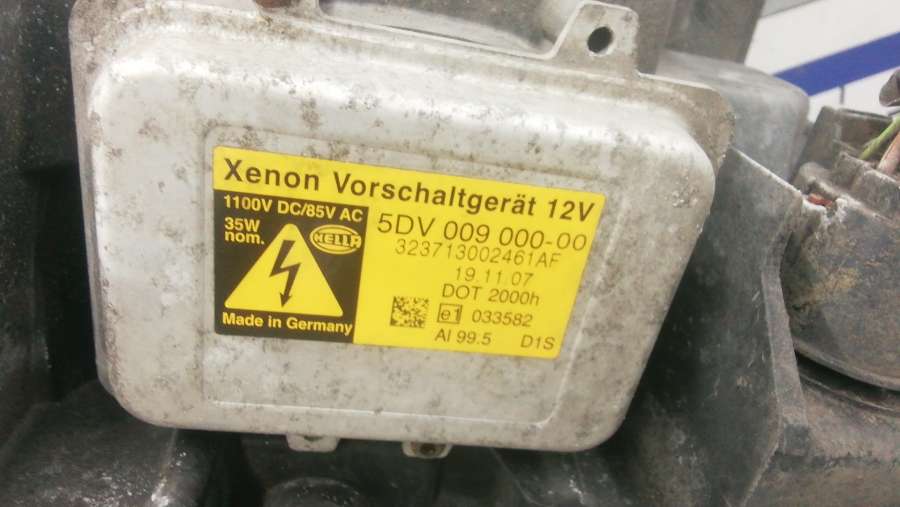 Xenon Vorschaltgerät 12V
1100V DC/85V AC
35W
nom.
HELLA
Made in Germany
5DV 009 000-00
323713002461AF
19.11.07
DOT 2000h
e1 033582
AI 99.5 D1S